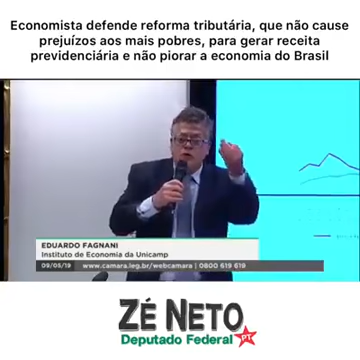 Economista defende reforma tributária, que não cause
prejuízos aos mais pobres, para gerar receita
previdenciária e não piorar a economia do Brasil
EDUARDO FAGNANI
Instituto de Economia da Unicamp
09/05/19 www.camara.leg.br/webcamara | 0800 619 619
ZÉ NETO
Deputado Federal PT